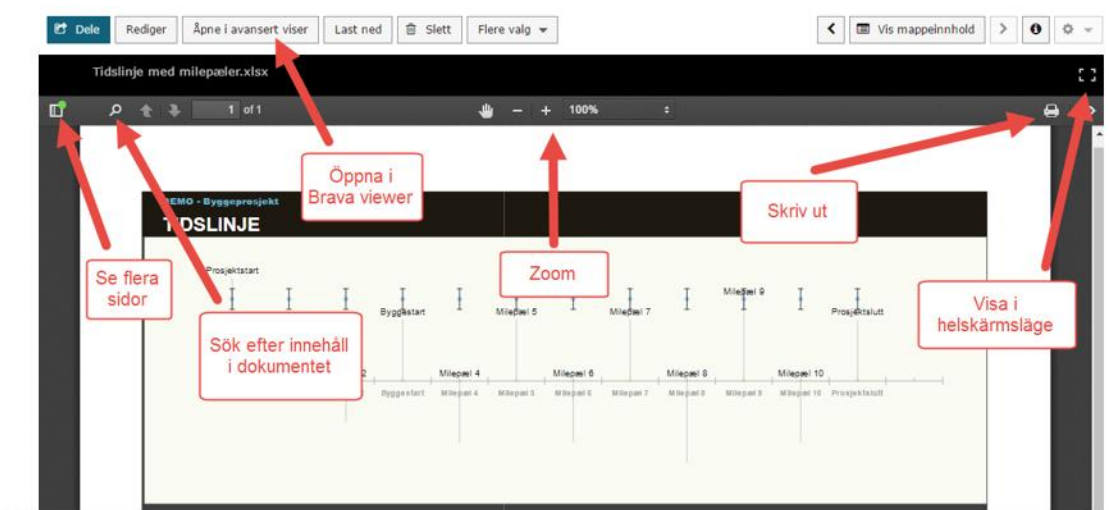 Dele Rediger Åpne i avansert viser Last ned Slett Flere valg Vis mappeinnhold
Tidslinje med milepæler.xlsx
1 of 1 100%
Öppna i
Brava viewer
Skriv ut
DEMO - Byggeprosjekt
TIDSLINJE
Se flera
sidor
Zoom
Visa i
helskärmsläge
Sök efter innehåll
i dokumentet
Prosjektstart
Milepæl 9
Byggestart Milepæl 5 Milepæl 7 Prosjektslutt
2 Milepæl 4 Milepæl 6 Milepæl 8 Milepæl 10
Byggestart Milepæl 4 Milepæl 5 Milepæl 6 Milepæl 7 Milepæl 8 Milepæl 9 Milepæl 10 Prosjektslutt